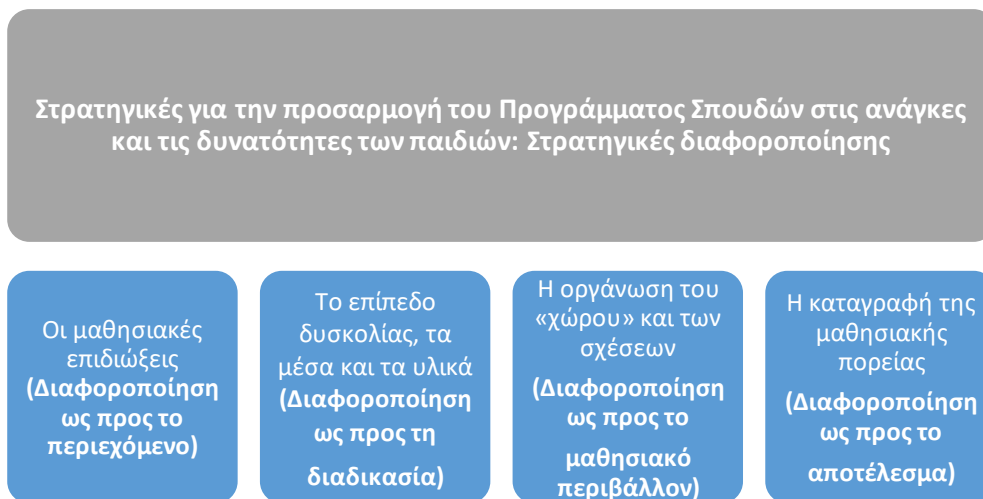 Στρατηγικές για την προσαρμογή του Προγράμματος Σπουδών στις ανάγκες
και τις δυνατότητες των παιδιών: Στρατηγικές διαφοροποίησης
Οι μαθησιακές
επιδιώξεις
(Διαφοροποίηση
ως προς το
περιεχόμενο)
Το επίπεδο
δυσκολίας, τα
μέσα και τα υλικά
(Διαφοροποίηση
ως προς τη
διαδικασία)
Η οργάνωση του
«χώρου» και των
σχέσεων
(Διαφοροποίηση
ως προς το
μαθησιακό
περιβάλλον)
Η καταγραφή της
μαθησιακής
πορείας
(Διαφοροποίηση
ως προς το
αποτέλεσμα)